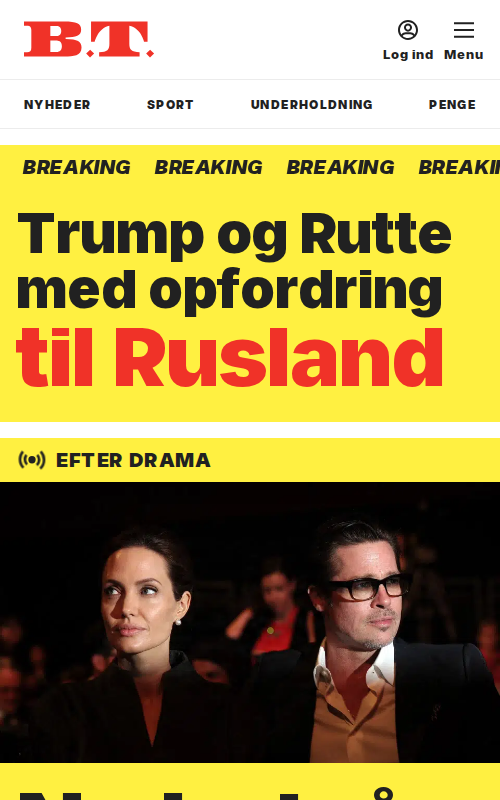 B.T.
Log ind Menu
NYHEDER SPORT UNDERHOLDNING PENGE
BREAKING BREAKING BREAKING
Trump og Rutte
med opfordring
til Rusland
EFTER DRAMA